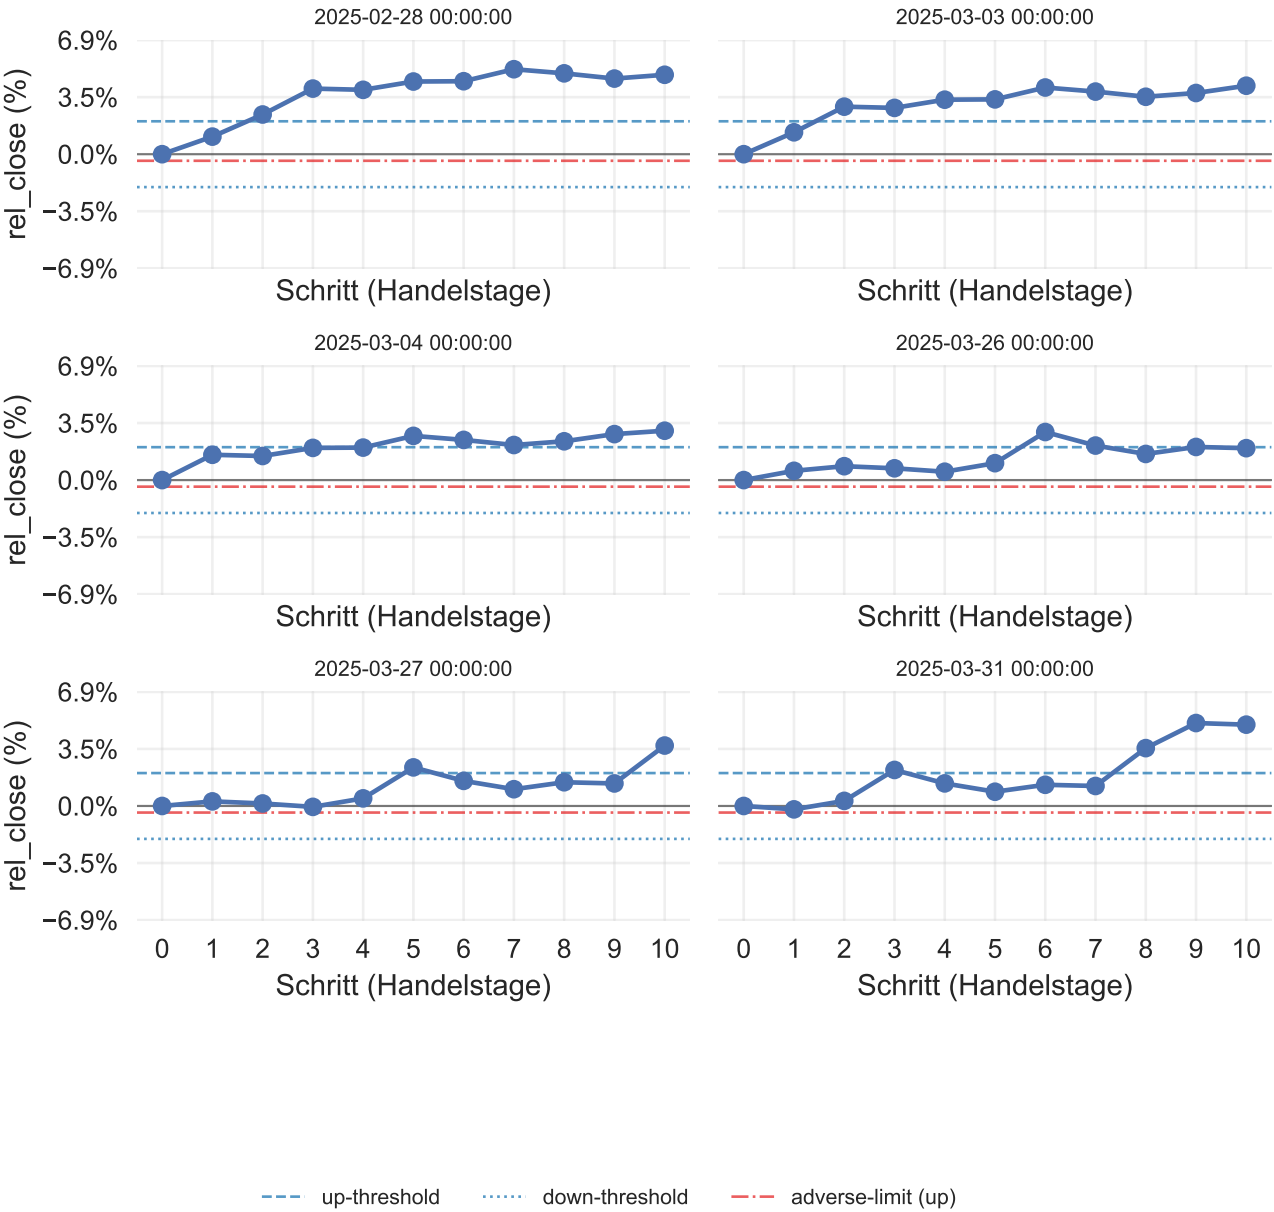 2025-02-28 00:00:00
2025-03-03 00:00:00
6.9%
3.5%
0.0%
−3.5%
−6.9%
rel_close (%)
Schritt (Handelstage)
Schritt (Handelstage)
2025-03-04 00:00:00
2025-03-26 00:00:00
6.9%
3.5%
0.0%
−3.5%
−6.9%
rel_close (%)
Schritt (Handelstage)
Schritt (Handelstage)
2025-03-27 00:00:00
2025-03-31 00:00:00
6.9%
3.5%
0.0%
−3.5%
−6.9%
rel_close (%)
0 1 2 3 4 5 6 7 8 9 10
0 1 2 3 4 5 6 7 8 9 10
Schritt (Handelstage)
Schritt (Handelstage)
up-threshold
down-threshold
adverse-limit (up)